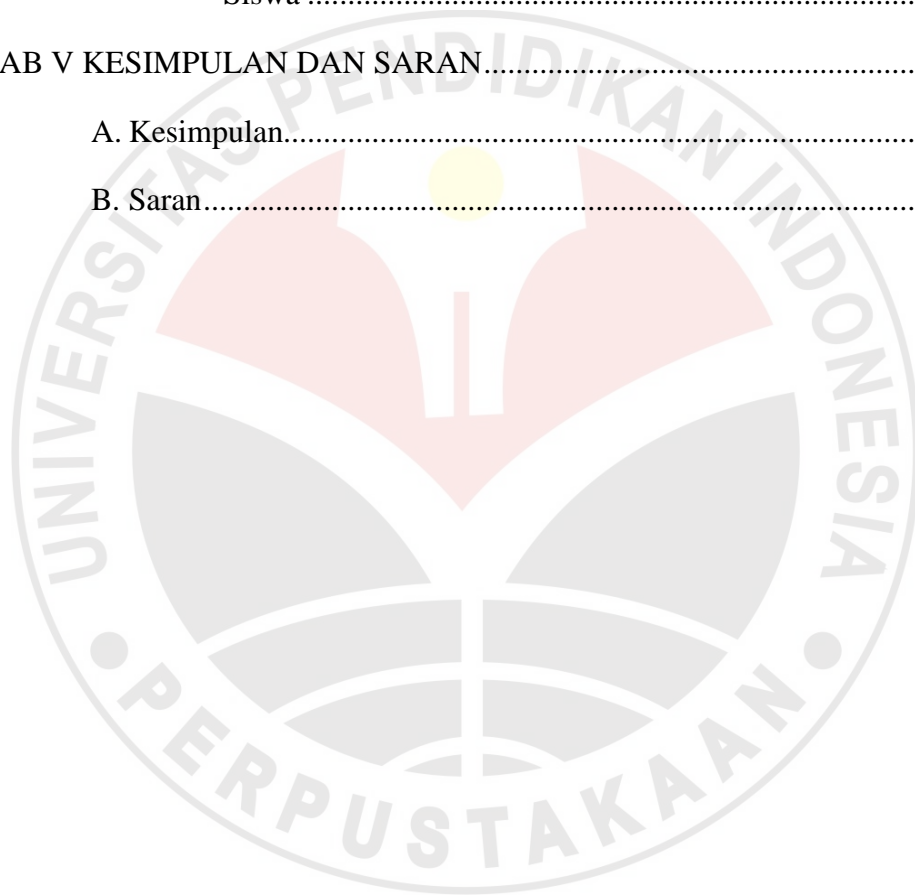 Siswa ......................................................................................
AB V KESIMPULAN DAN SARAN......................................................
A. Kesimpulan...............................................................................
B. Saran.........................................................................................
UNIVERSITAS PENDIDIKAN INDONESIA
PERPUSTAKAAN